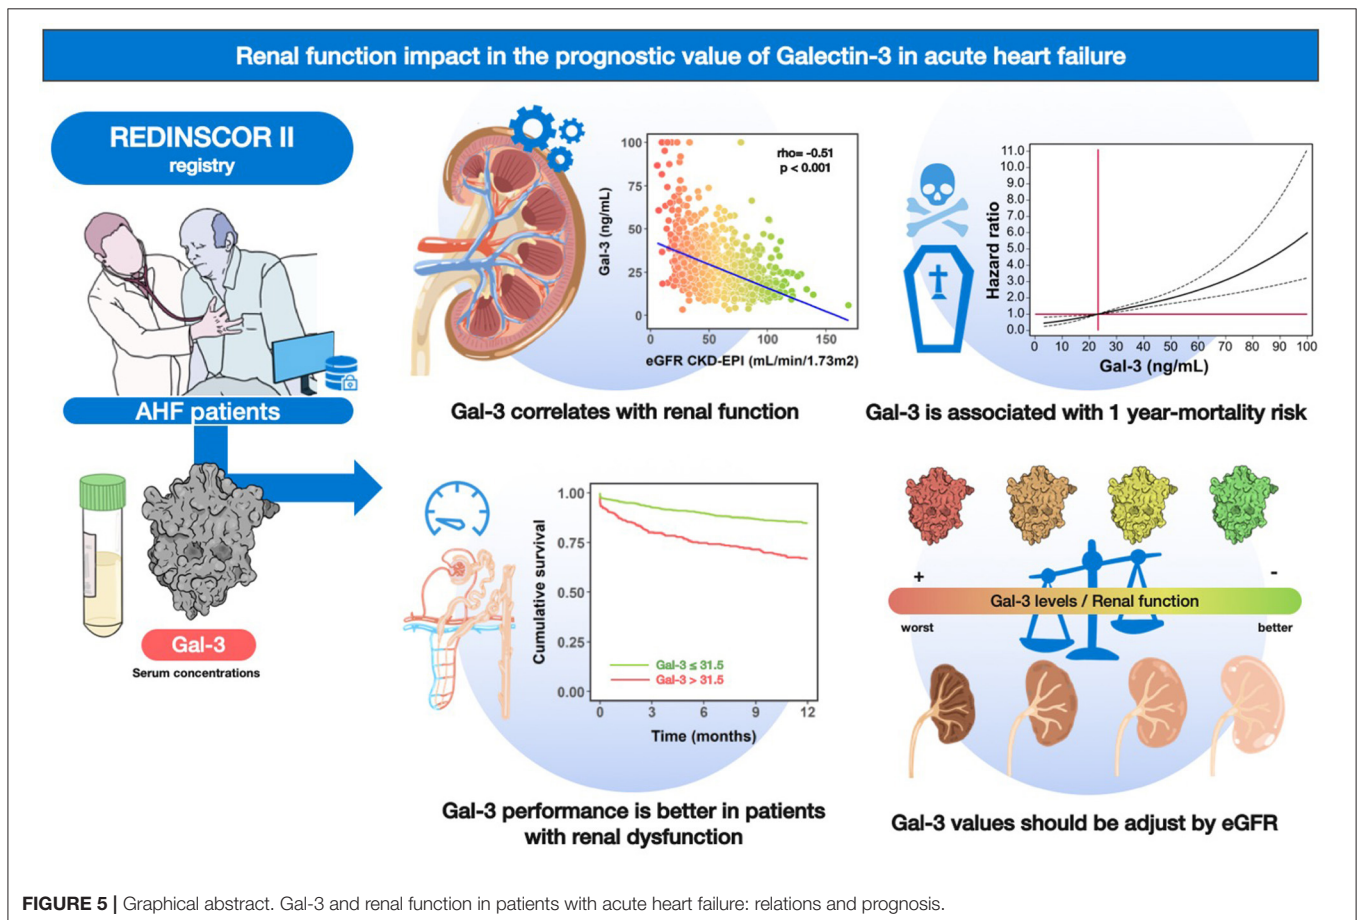 Renal function impact in the prognostic value of Galectin-3 in acute heart failure
REDINSCOR II
registry
AHF patients
Gal-3
Serum concentrations
100
75
50
25
0
Gal-3 (ng/mL)
rho= -0.51
p < 0.001
0
50
100
150
eGFR CKD-EPI (mL/min/1.73m2)
Gal-3 correlates with renal function
Hazard ratio
11.0
10.0
9.0
8.0
7.0
6.0
5.0
4.0
3.0
2.0
1.0
0.0
0 10 20 30 40 50 60 70 80 90 100
Gal-3 (ng/mL)
Gal-3 is associated with 1 year-mortality risk
Cumulative survival
1.00
0.75
0.50
0.25
0.00
Gal-3 ≤ 31.5
Gal-3 > 31.5
0 3 6 9 12
Time (months)
Gal-3 performance is better in patients
with renal dysfunction
+ -
Gal-3 levels / Renal function
worst better
Gal-3 values should be adjust by eGFR
FIGURE 5 | Graphical abstract. Gal-3 and renal function in patients with acute heart failure: relations and prognosis.